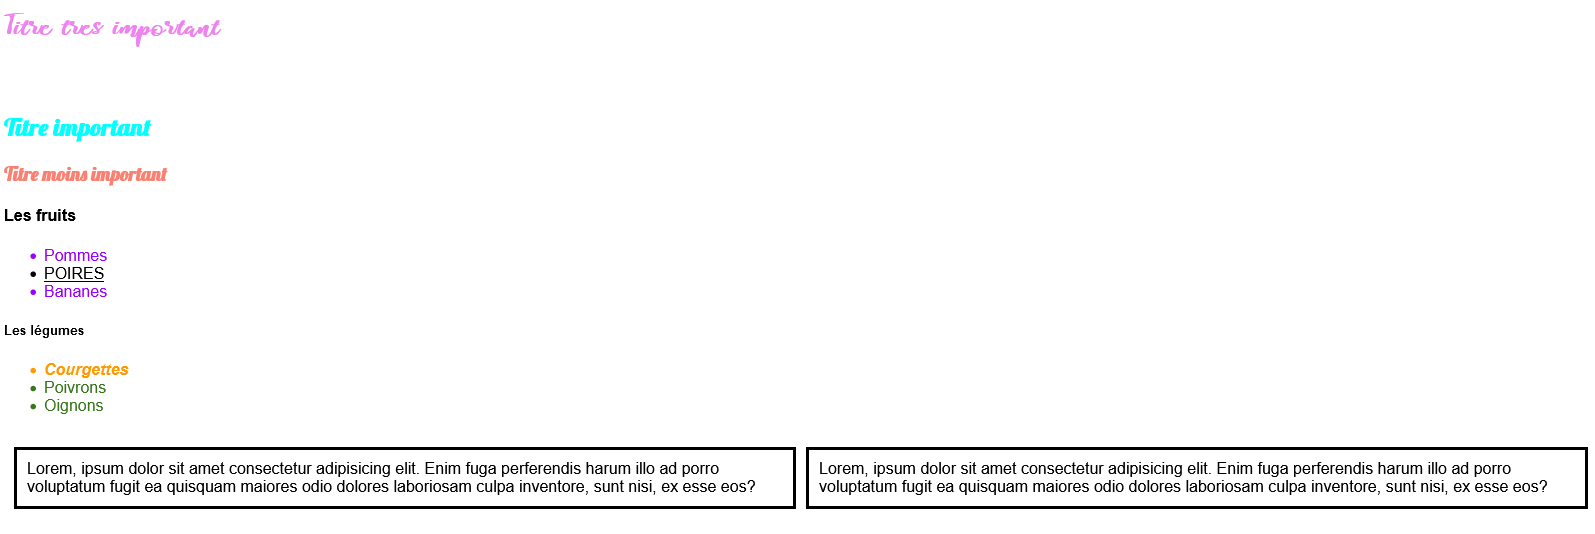 Titre tres important
Titre important
Titre moins important
Les fruits
Pommes
POIRES
Bananes
Les légumes
Courgettes
Poivrons
Oignons
Lorem, ipsum dolor sit amet consectetur adipisicing elit. Enim fuga perferendis harum illo ad porro
voluptatum fugit ea quisquam maiores odio dolores laboriosam culpa inventore, sunt nisi, ex esse eos?
Lorem, ipsum dolor sit amet consectetur adipisicing elit. Enim fuga perferendis harum illo ad porro
voluptatum fugit ea quisquam maiores odio dolores laboriosam culpa inventore, sunt nisi, ex esse eos?